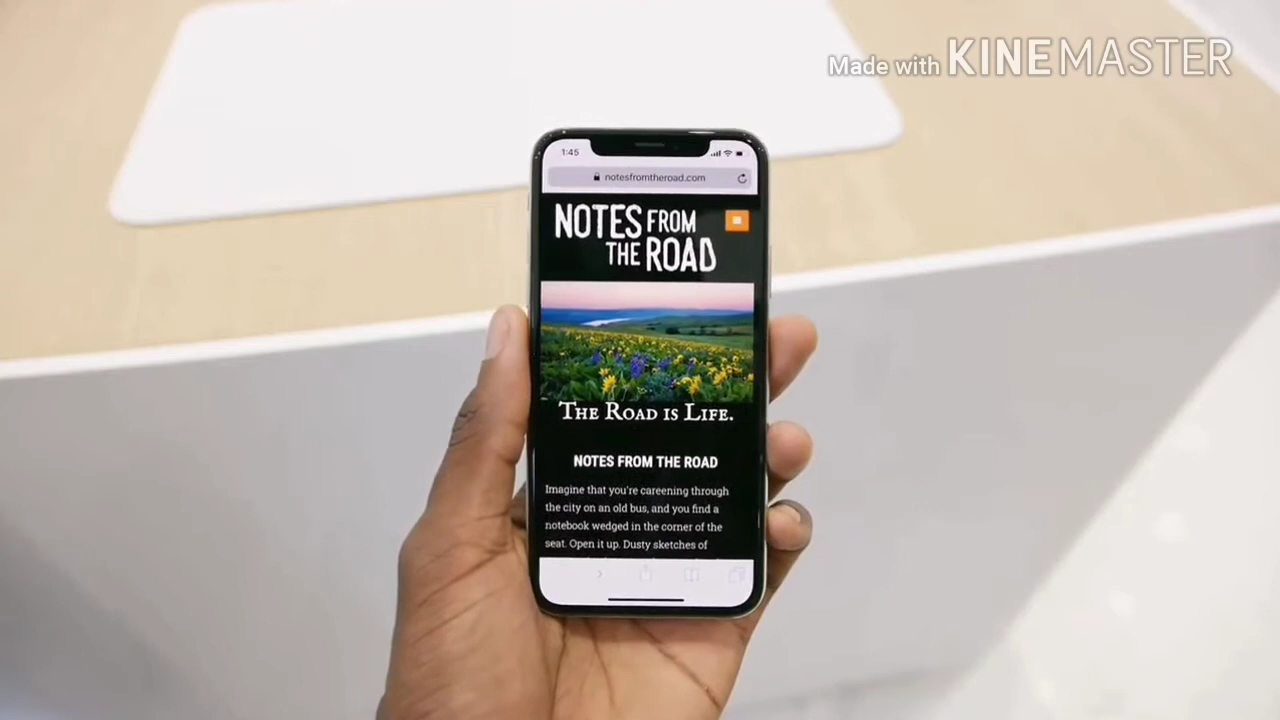 Made with KINEMASTER
1:45
notesfromtheroad.com
NOTES FROM
THE ROAD
THE ROAD IS LIFE.
NOTES FROM THE ROAD
Imagine that you're careening through
the city on an old bus, and you find a
notebook wedged in the corner of the
seat. Open it up. Dusty sketches of